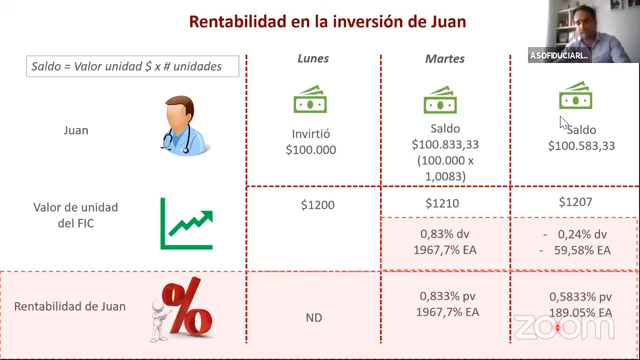 Rentabilidad en la inversión de Juan
ASOFIDUCIARI...
Lunes
Martes
Saldo = Valor unidad $ x # unidades
Juan
Invirtió
$100.000
Saldo
$100.833,33
(100.000 x
1,0083)
Saldo
$100.583,33
Valor de unidad
del FIC
$1200
$1210
$1207
0,83% dv
1967,7% EA
- 0,24% dv
- 59,58% EA
Rentabilidad de Juan
%
ND
0,833% pv
1967,7% EA
0,5833% pv
189.05% EA
zoom